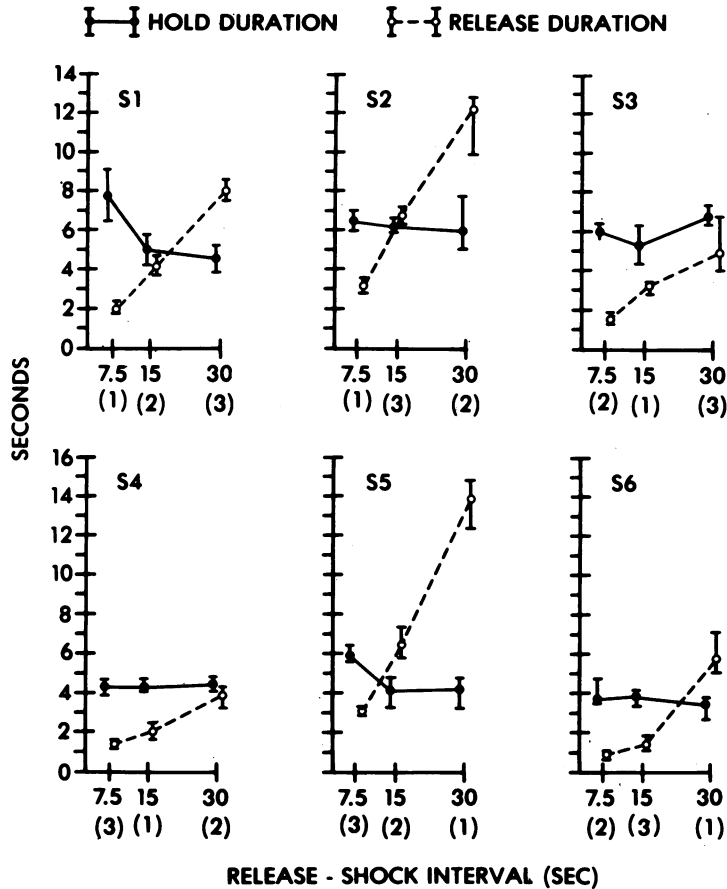 HOLD DURATION RELEASE DURATION
14
12
10
8
6
4
2
0
S1 S2 S3
7.5 15 30 7.5 15 30 7.5 15 30
(1) (2) (3) (1) (3) (2) (2) (1) (3)
SECONDS
16
14
12
10
8
6
4
2
0
S4 S5 S6
7.5 15 30 7.5 15 30 7.5 15 30
(3) (1) (2) (3) (2) (1) (2) (3) (1)
RELEASE - SHOCK INTERVAL (SEC)